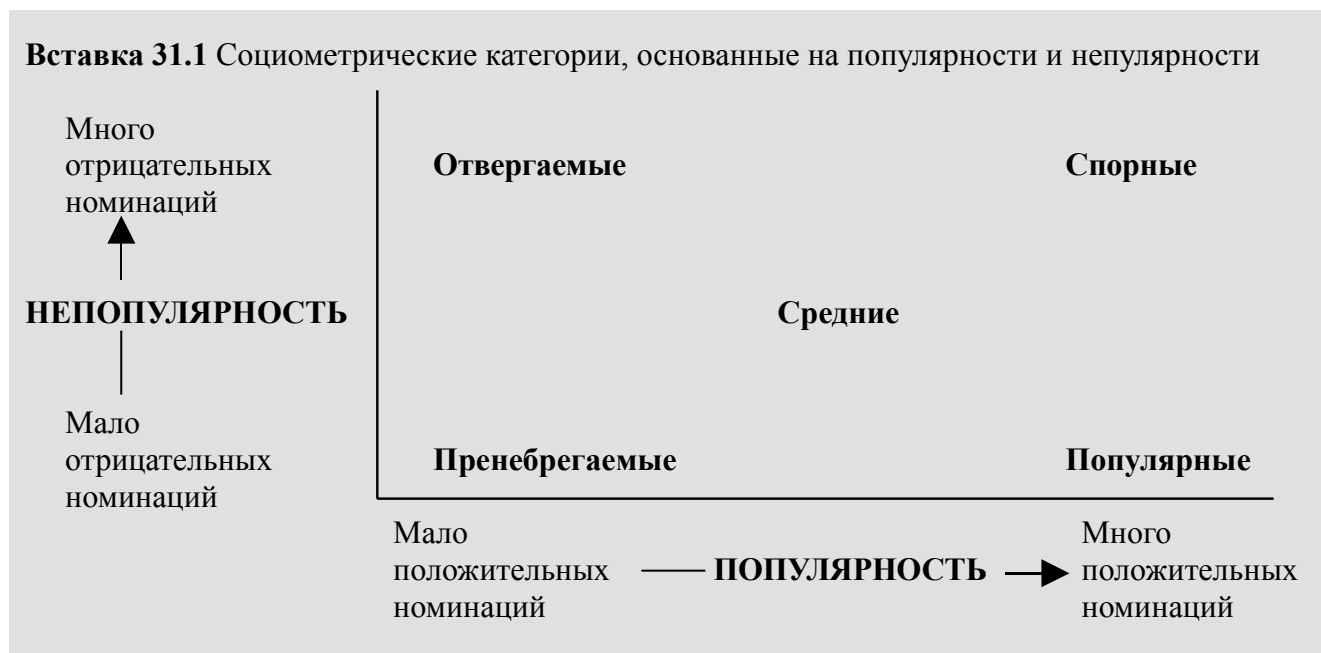 Вставка 31.1 Социометрические категории, основанные на популярности и непулярности
Много
отрицательных
номинаций
Отвергаемые
Спорные
НЕПОПУЛЯРНОСТЬ
Средние
Мало
отрицательных
номинаций
Пренебрегаемые
Популярные
Мало
положительных
номинаций
ПОПУЛЯРНОСТЬ
Много
положительных
номинаций